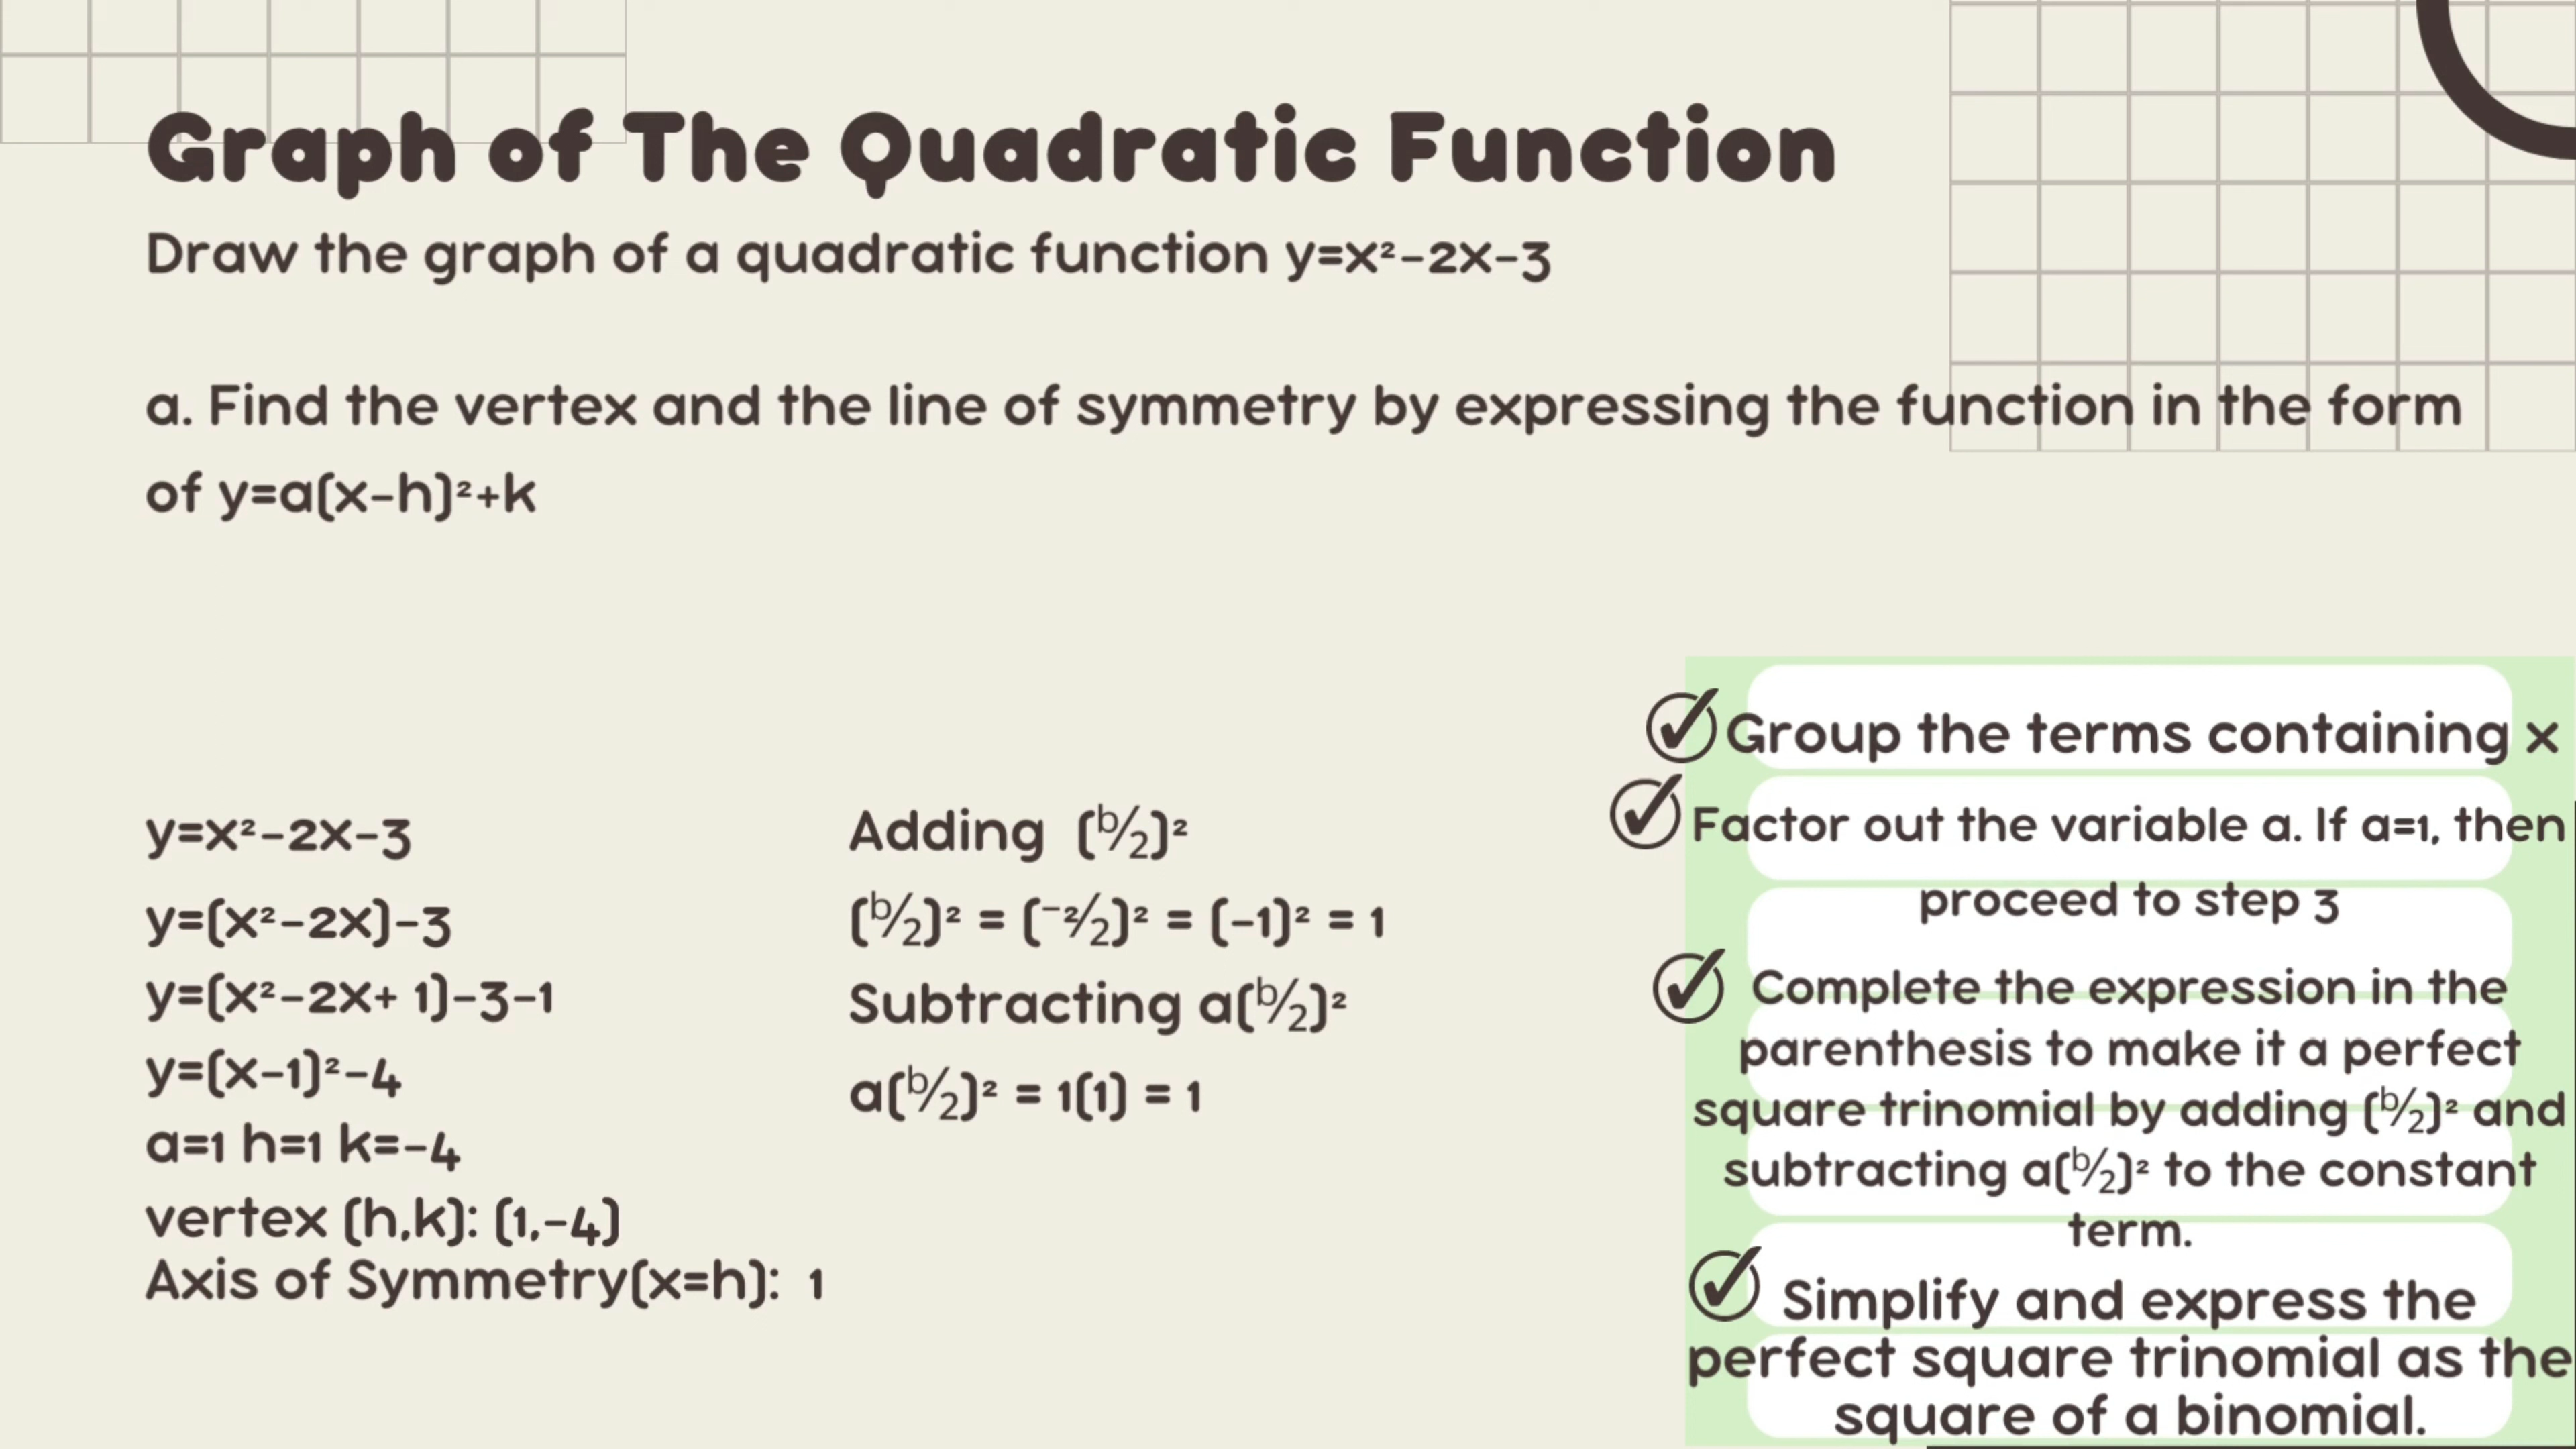 Graph of The Quadratic Function
Draw the graph of a quadratic function y=x²-2x-3
a. Find the vertex and the line of symmetry by expressing the function in the form
of y=a(x-h)²+k
y=x²-2x-3
y=(x²-2x)-3
y=(x²-2x+ 1)-3-1
y=(x-1)²-4
a=1 h=1 k=-4
vertex (h,k): (1,-4)
Axis of Symmetry(x=h): 1
Adding (ᵇ⁄₂)²
(ᵇ⁄₂)² = (⁻²⁄₂)² = (-1)² = 1
Subtracting a(ᵇ⁄₂)²
a(ᵇ⁄₂)² = 1(1) = 1
Group the terms containing x
Factor out the variable a. If a=1, then
proceed to step 3
Complete the expression in the
parenthesis to make it a perfect
square trinomial by adding (ᵇ⁄₂)² and
subtracting a(ᵇ⁄₂)² to the constant
term.
Simplify and express the
perfect square trinomial as the
square of a binomial.